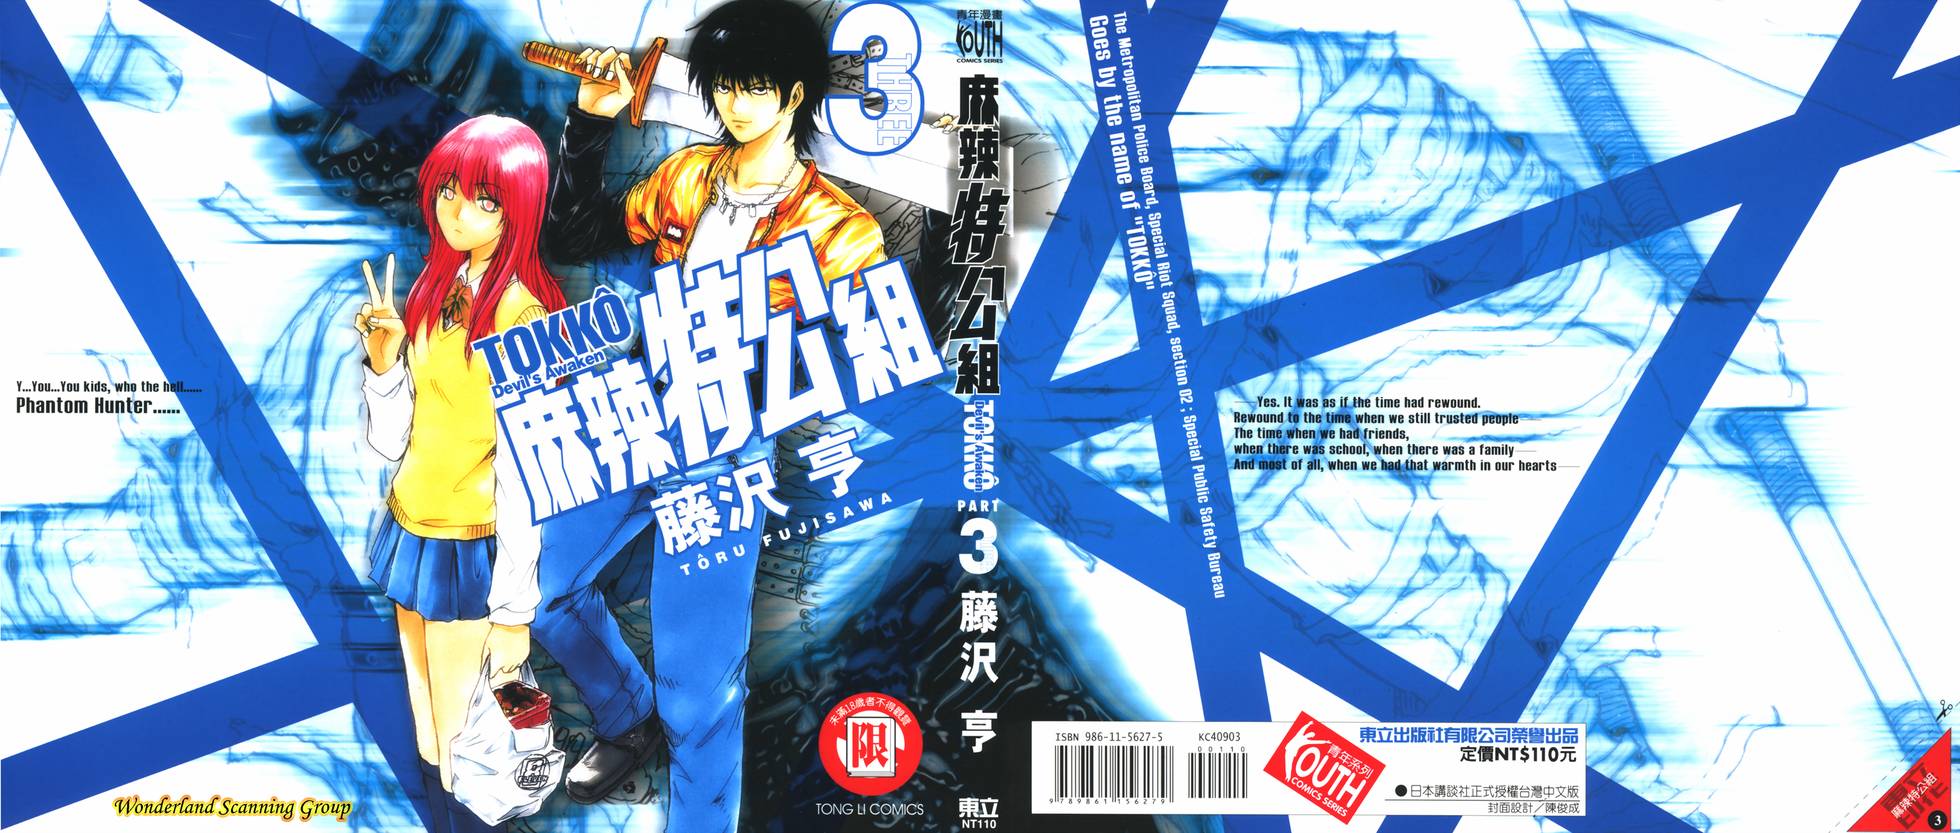 Y...You...You kids, who the hell......
Phantom Hunter......
Wonderland Scanning Group
3
THREE
TOKKÔ
Devil's Awaken
麻辣特公組
藤沢 亨
TÔRU FUJISAWA
未滿18歲者不得觀覽
限
TONG LI COMICS
青年漫畫
YOUTH
COMICS SERIES
麻辣特公組
TOKKÔ
Devil's Awaken
PART
3
藤沢 亨
東立
NT110
The Metropolitan Police Board, Special Riot Squad, section 02 ; Special Public Safety Bureau
Goes by the name of "TOKKÔ"
Yes. It was as if the time had rewound.
Rewound to the time when we still trusted people
The time when we had friends,
when there was school, when there was a family
And most of all, when we had that warmth in our hearts
ISBN 986-11-5627-5
KC40903
00110
9789861156279
青年系列
YOUTH
COMICS SERIES
東立出版社有限公司榮譽出品
定價NT$110元
●日本講談社正式授權台灣中文版
封面設計／陳俊成
麻辣特公組
3